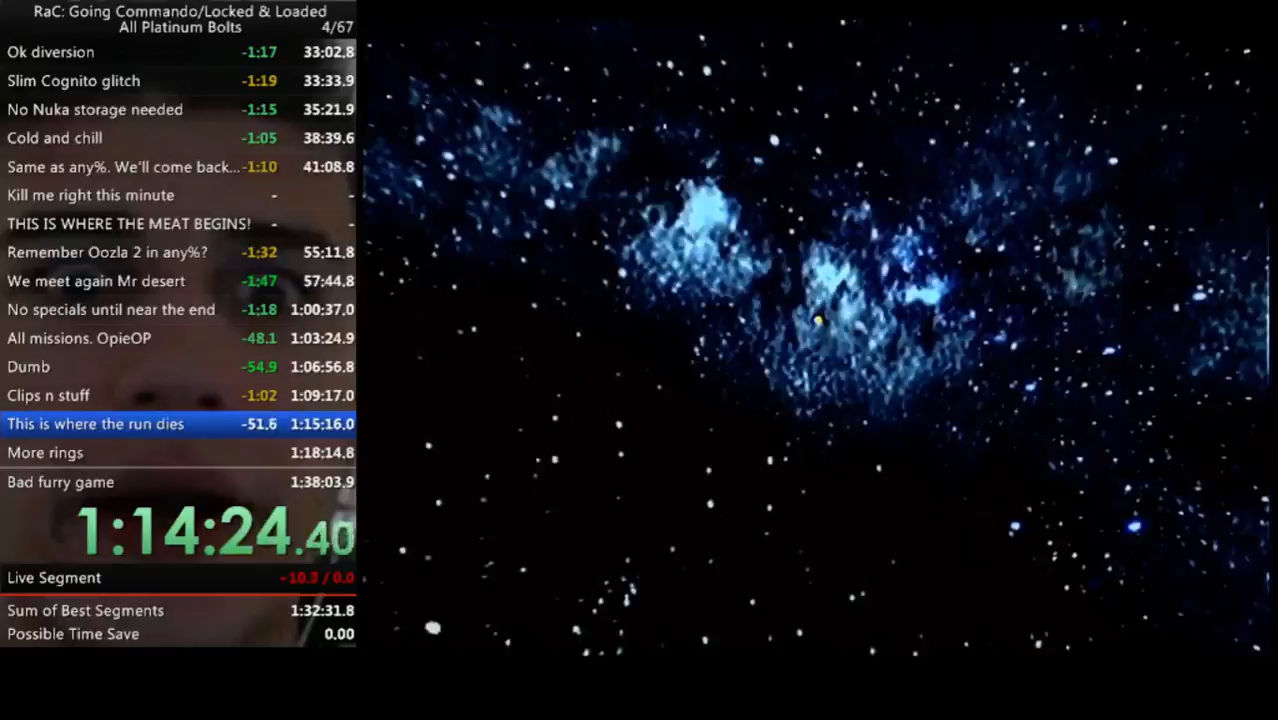 RaC: Going Commando/Locked & Loaded
All Platinum Bolts 4/67
Ok diversion -1:17 33:02.8
Slim Cognito glitch -1:19 33:33.9
No Nuka storage needed -1:15 35:21.9
Cold and chill -1:05 38:39.6
Same as any%. We'll come back... -1:10 41:08.8
Kill me right this minute - -
THIS IS WHERE THE MEAT BEGINS! - -
Remember Oozla 2 in any%? -1:32 55:11.8
We meet again Mr desert -1:47 57:44.8
No specials until near the end -1:18 1:00:37.0
All missions. OpieOP -48.1 1:03:24.9
Dumb -54.9 1:06:56.8
Clips n stuff -1:02 1:09:17.0
This is where the run dies -51.6 1:15:16.0
More rings 1:18:14.8
Bad furry game 1:38:03.9
1:14:24.40
Live Segment -10.3 / 0.0
Sum of Best Segments 1:32:31.8
Possible Time Save 0.00